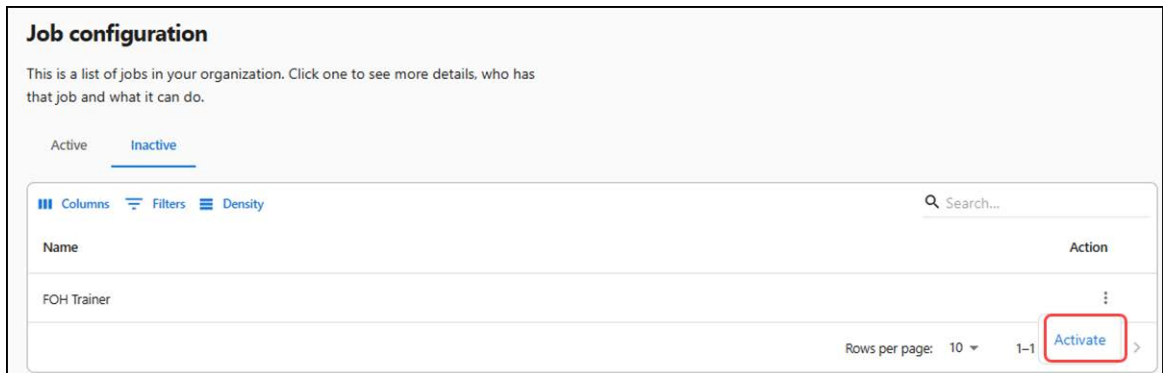 Job configuration
This is a list of jobs in your organization. Click one to see more details, who has
that job and what it can do.
Active Inactive
Columns Filters Density Search...
Name Action
FOH Trainer
Rows per page: 10 1–1 Activate